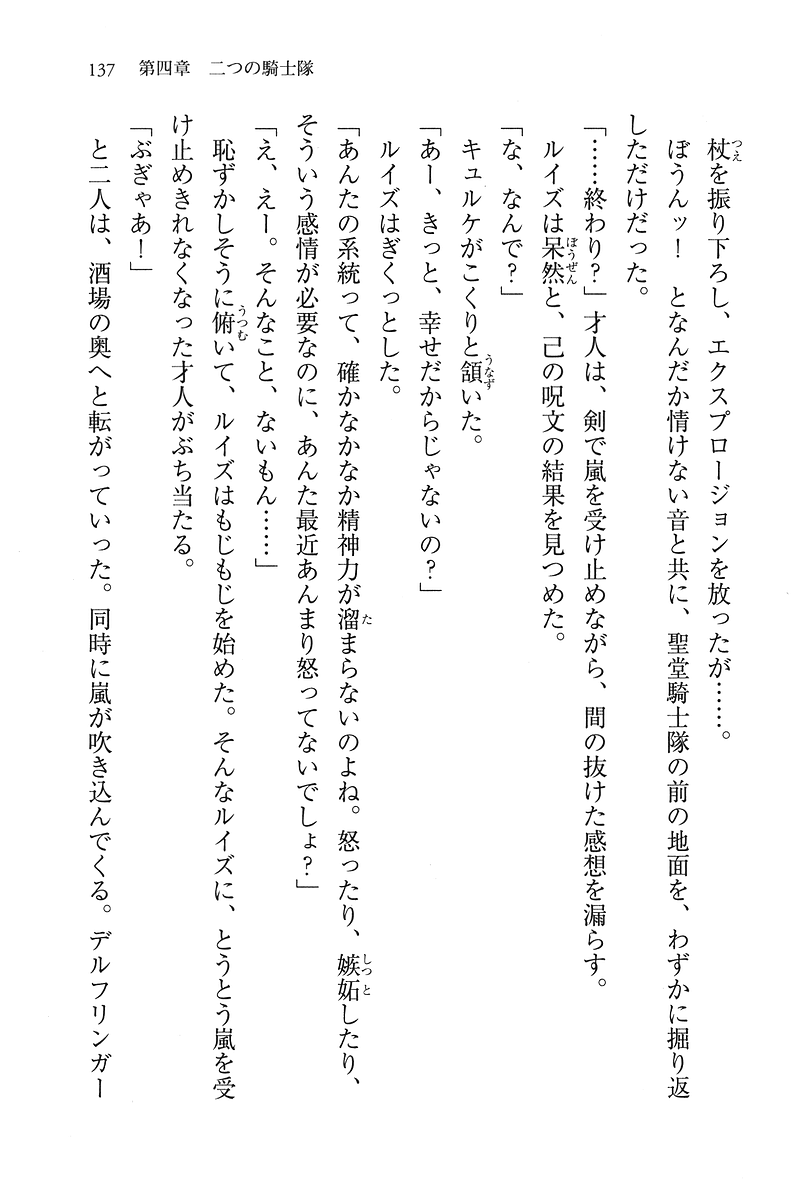 137　第四章　二つの騎士隊
杖を振り下ろし、エクスプロージョンを放ったが……。
ぼうんッ！　となんだか情けない音と共に、聖堂騎士隊の前の地面を、わずかに掘り返
しただけだった。
「……終わり？」才人は、剣で嵐を受け止めながら、間の抜けた感想を漏らす。
ルイズは呆然と、己の呪文の結果を見つめた。
「な、なんで？」
キュルケがこくりと頷いた。
「あー、きっと、幸せだからじゃないの？」
ルイズはぎくっとした。
「あんたの系統って、確かなかなか精神力が溜まらないのよね。怒ったり、嫉妬したり、
そういう感情が必要なのに、あんた最近あんまり怒ってないでしょ？」
「え、えー。そんなこと、ないもん……」
恥ずかしそうに俯いて、ルイズはもじもじを始めた。そんなルイズに、とうとう嵐を受
け止めきれなくなった才人がぶち当たる。
「ぶぎゃあ！」
と二人は、酒場の奥へと転がっていった。同時に嵐が吹き込んでくる。デルフリンガー